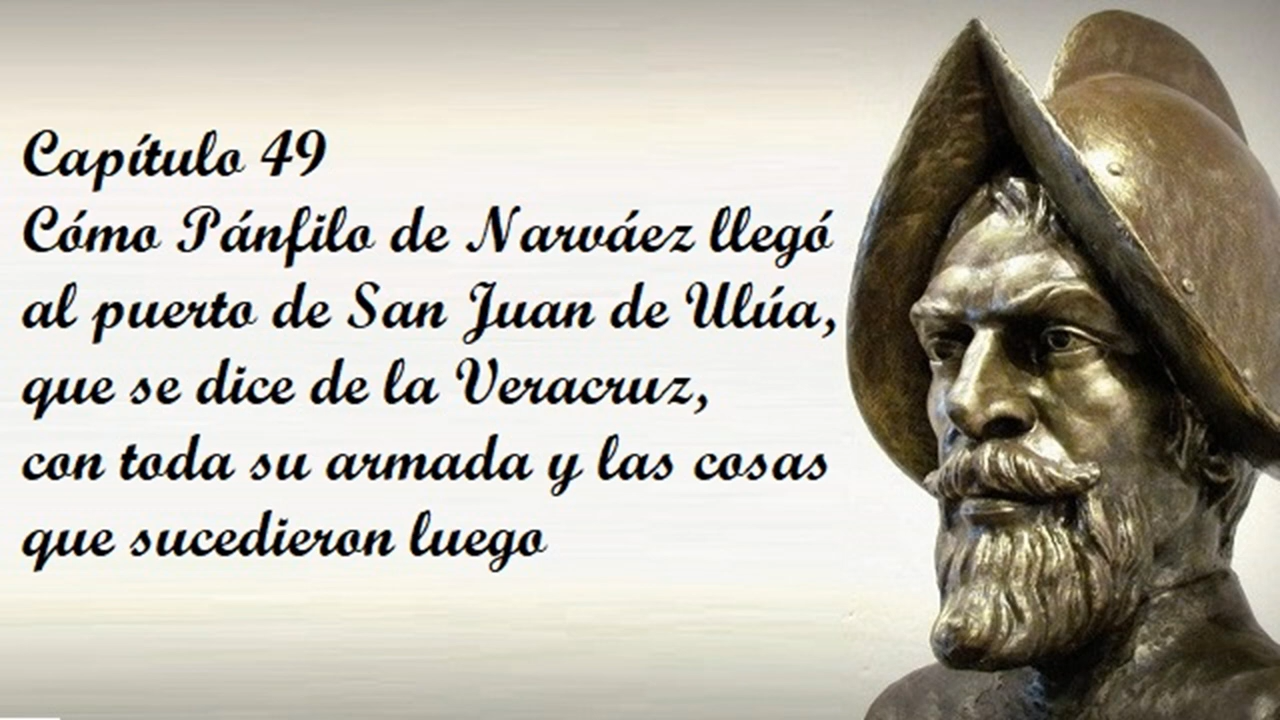 Capítulo 49
Cómo Pánfilo de Narváez llegó
al puerto de San Juan de Ulúa,
que se dice de la Veracruz,
con toda su armada y las cosas
que sucedieron luego